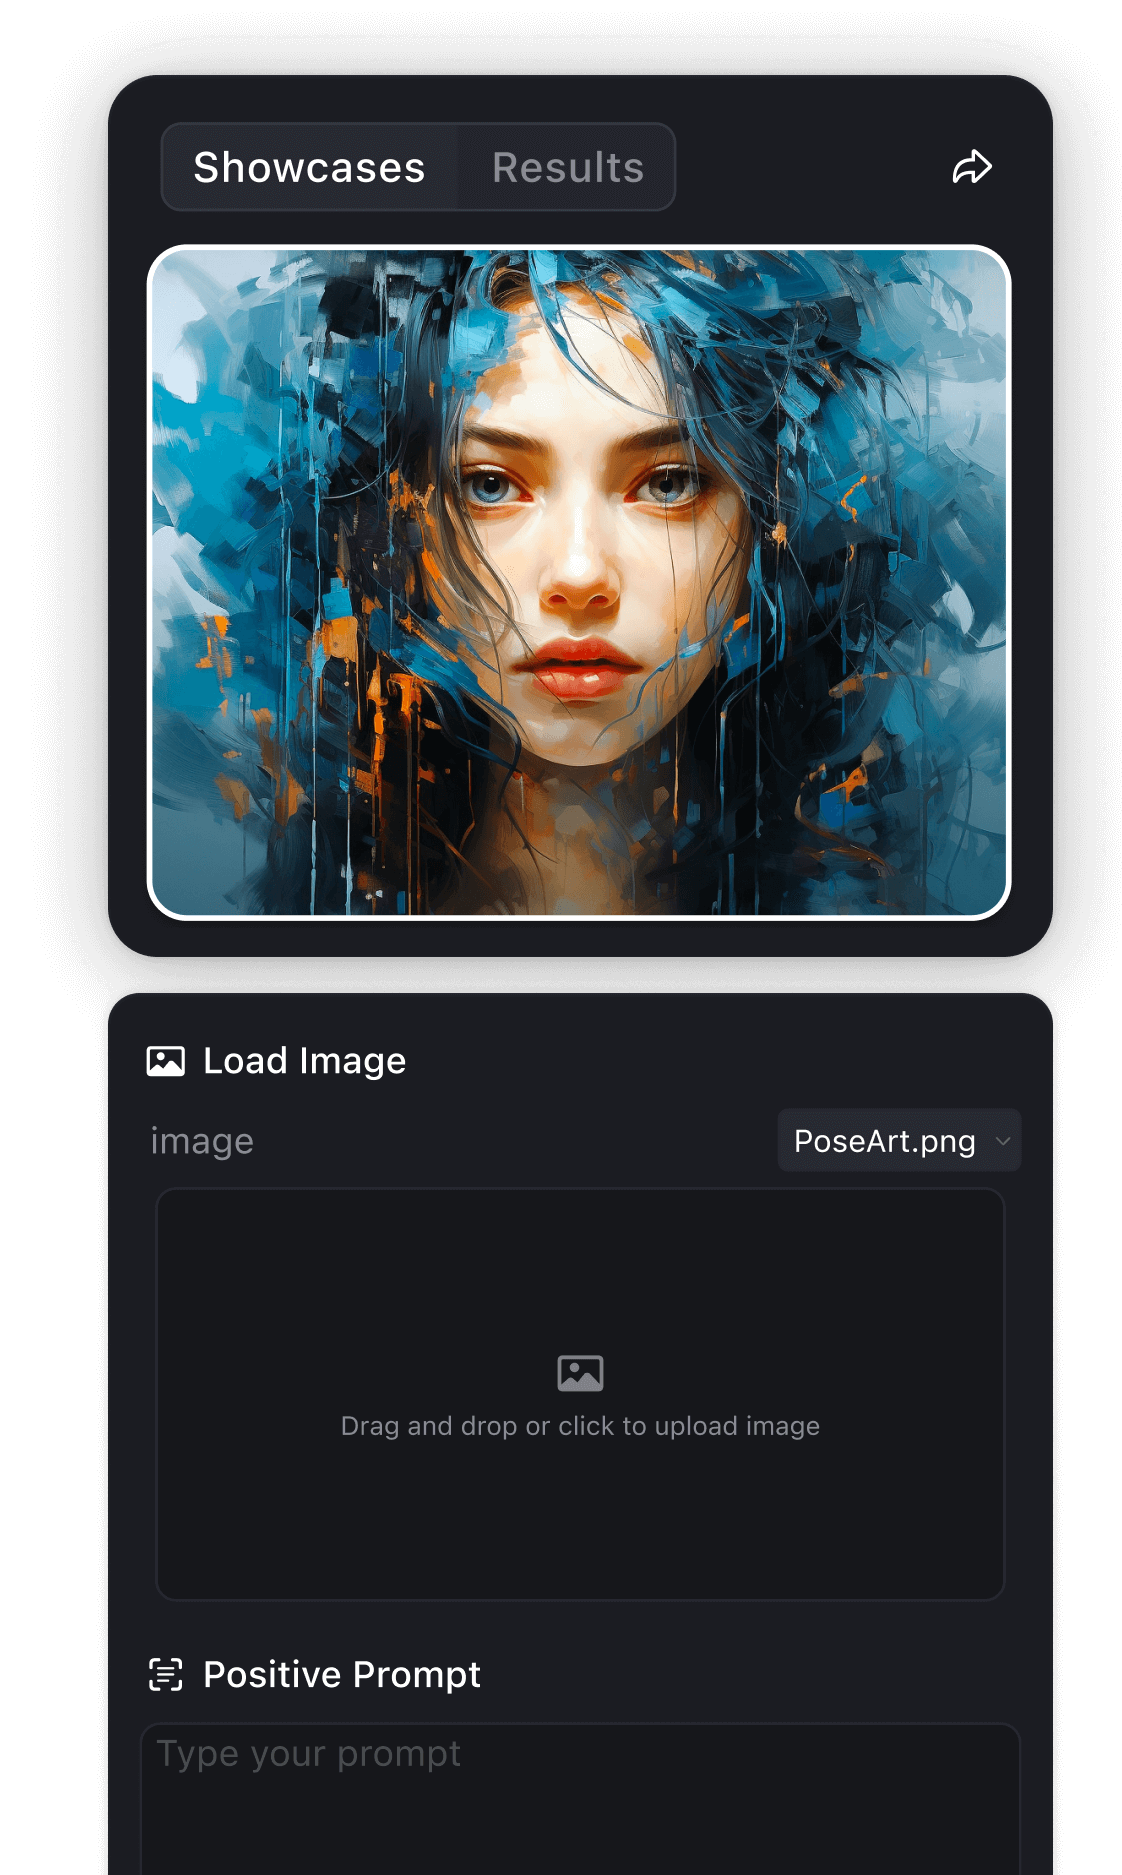 Showcases Results
Load Image
image PoseArt.png
Drag and drop or click to upload image
Positive Prompt
Type your prompt